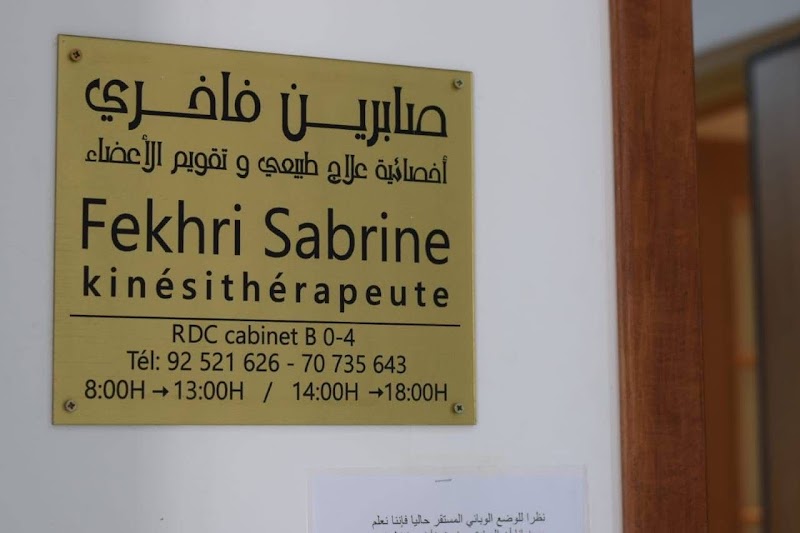 صابرين فاخري
أخصائية علاج طبيعي و تقويم الأعضاء
Fekhri Sabrine
kinésithérapeute
RDC cabinet B 0-4
Tél: 92 521 626 - 70 735 643
8:00H → 13:00H / 14:00H → 18:00H
نظرا للوضع الوبائي المستقر حاليا فإننا نعلم